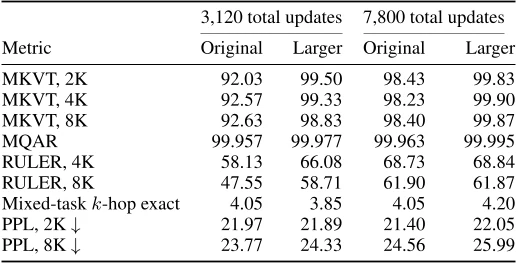 3,120 total updates 7,800 total updates
Metric Original Larger Original Larger
MKVT, 2K 92.03 99.50 98.43 99.83
MKVT, 4K 92.57 99.33 98.23 99.90
MKVT, 8K 92.63 98.83 98.40 99.87
MQAR 99.957 99.977 99.963 99.995
RULER, 4K 58.13 66.08 68.73 68.84
RULER, 8K 47.55 58.71 61.90 61.87
Mixed-task k-hop exact 4.05 3.85 4.05 4.20
PPL, 2K ↓ 21.97 21.89 21.40 22.05
PPL, 8K ↓ 23.77 24.33 24.56 25.99